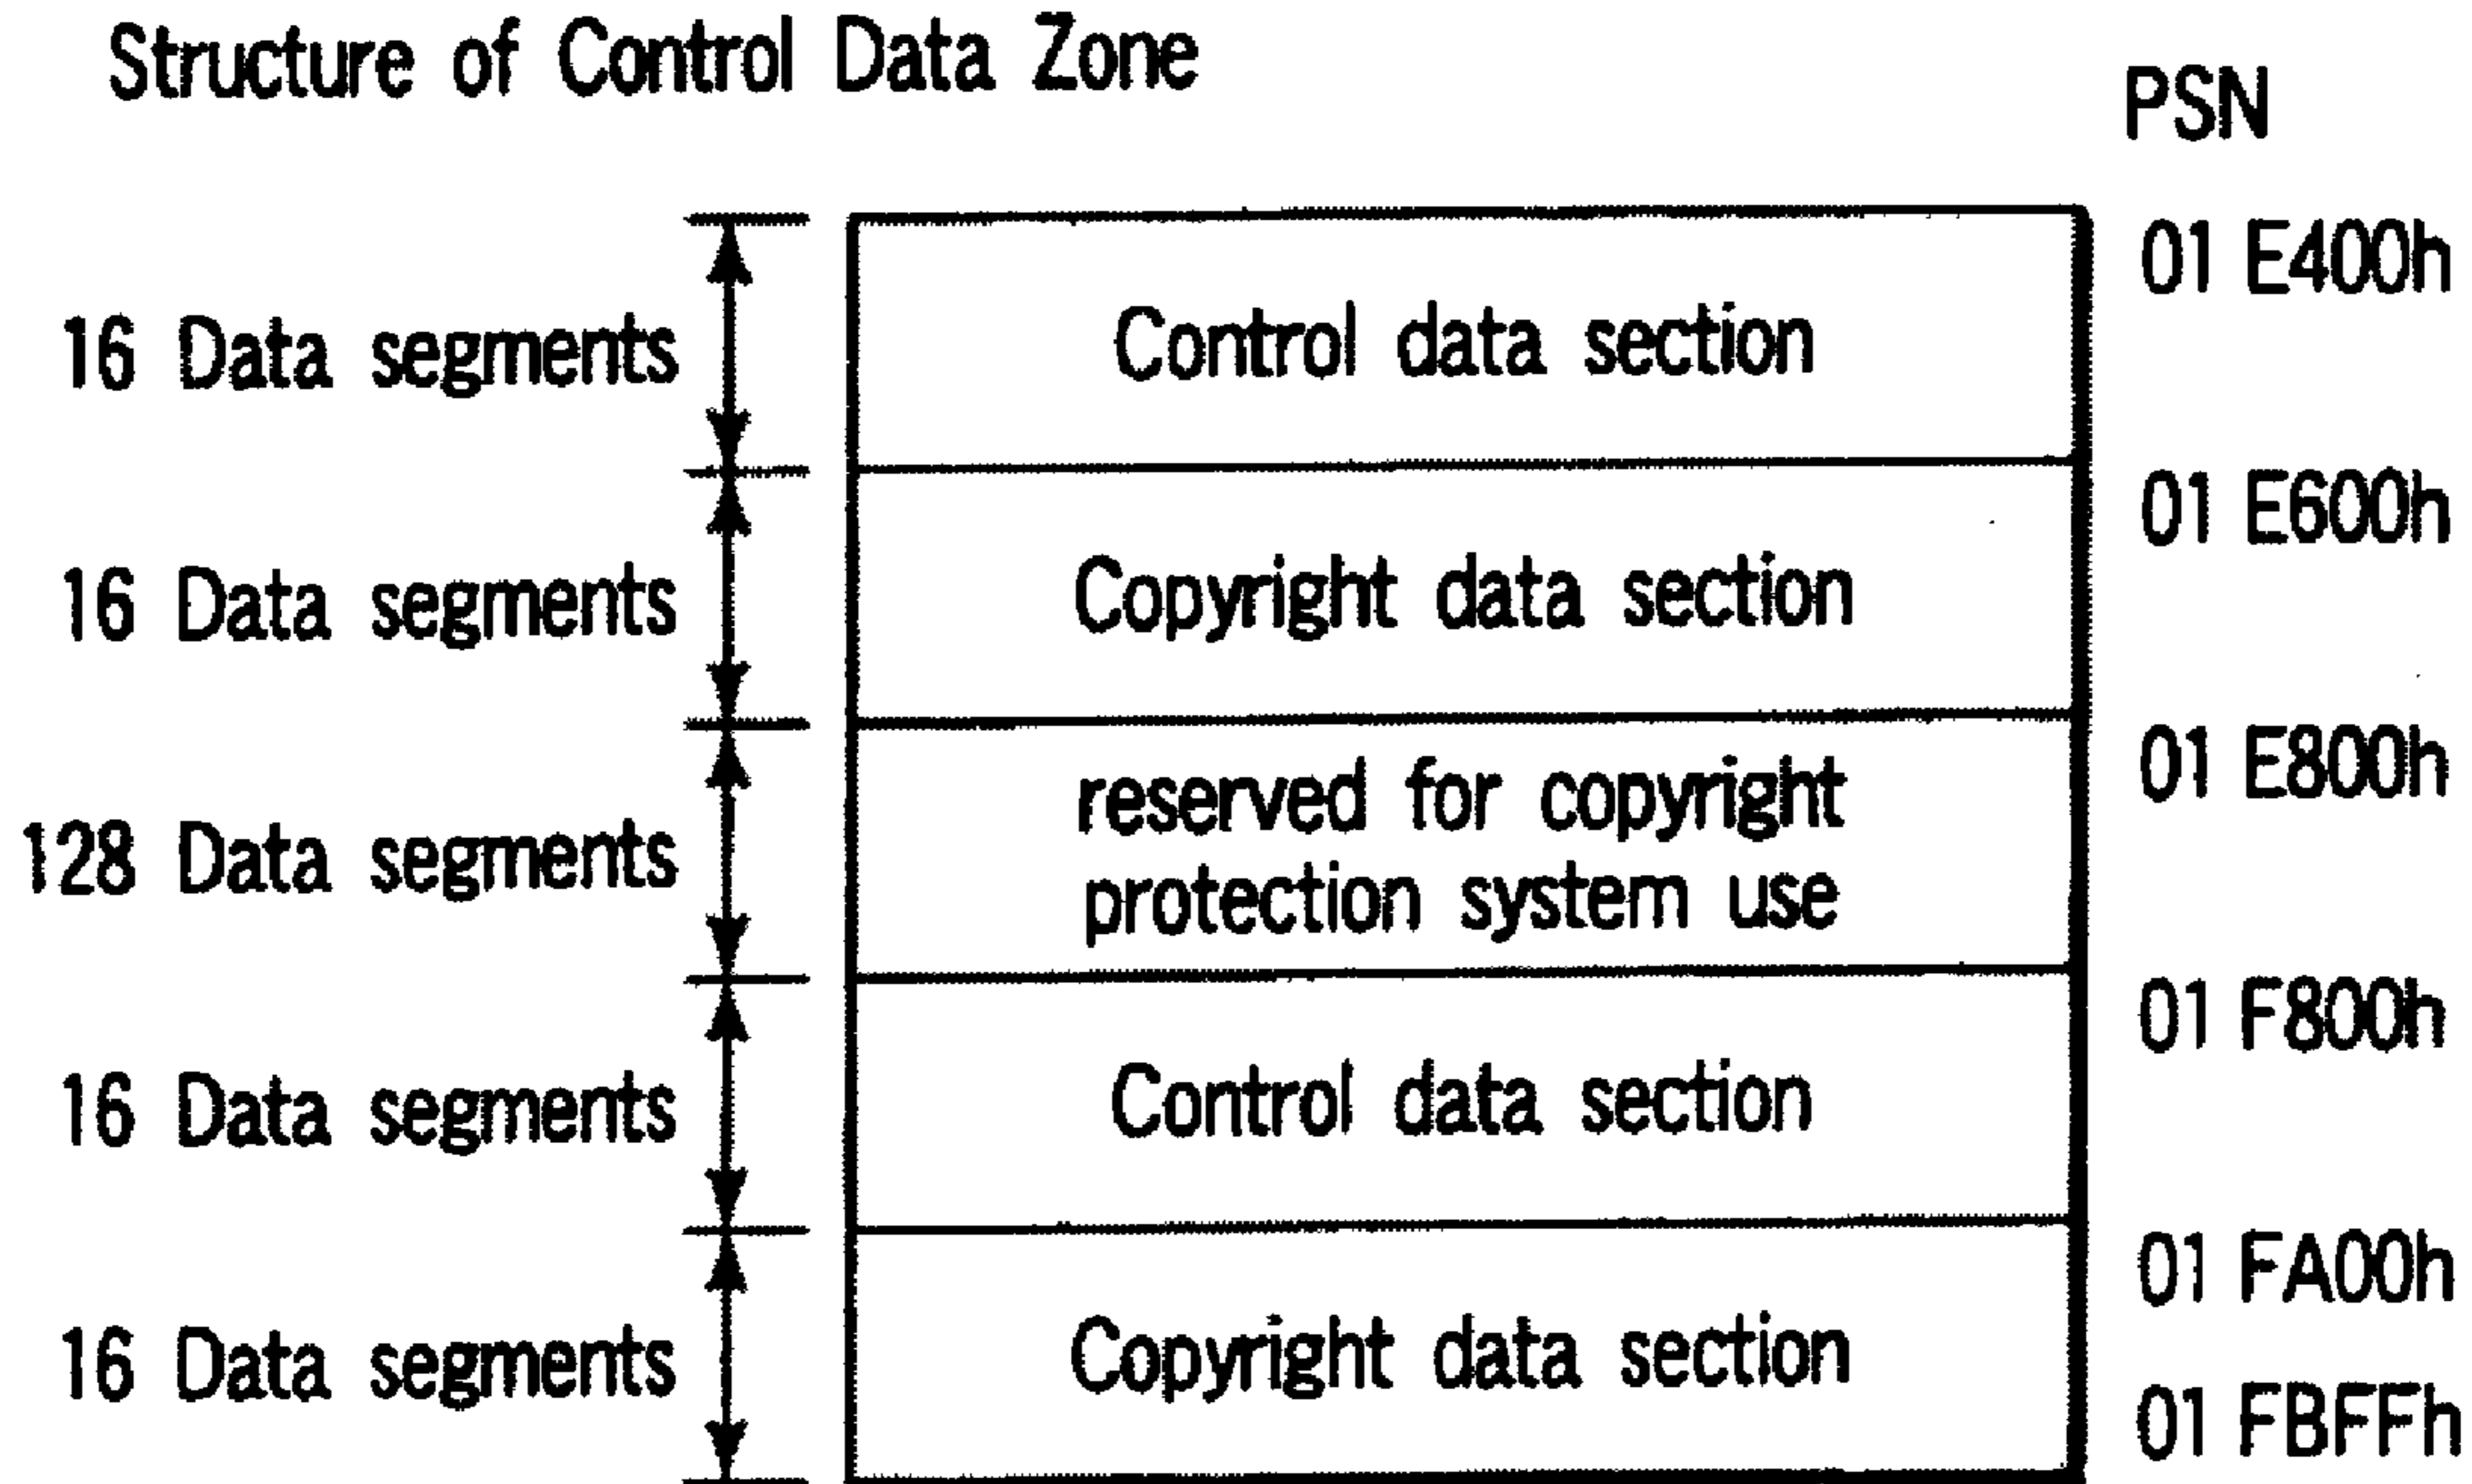 Structure of Control Data Zone
PSN
01 E400h
16 Data segments
Control data section
01 E600h
16 Data segments
Copyright data section
01 E800h
128 Data segments
reserved for copyright
protection system use
01 F800h
16 Data segments
Control data section
01 FA00h
16 Data segments
Copyright data section
01 FBFFh